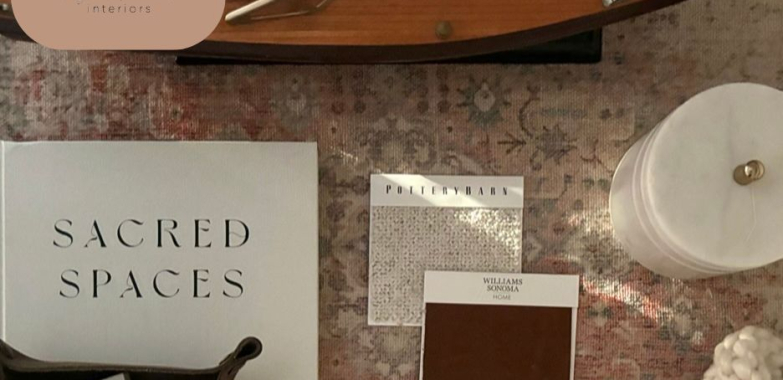 interiors
SACRED
SPACES
POTTERYBARN
WILLIAMS
SONOMA
HOME